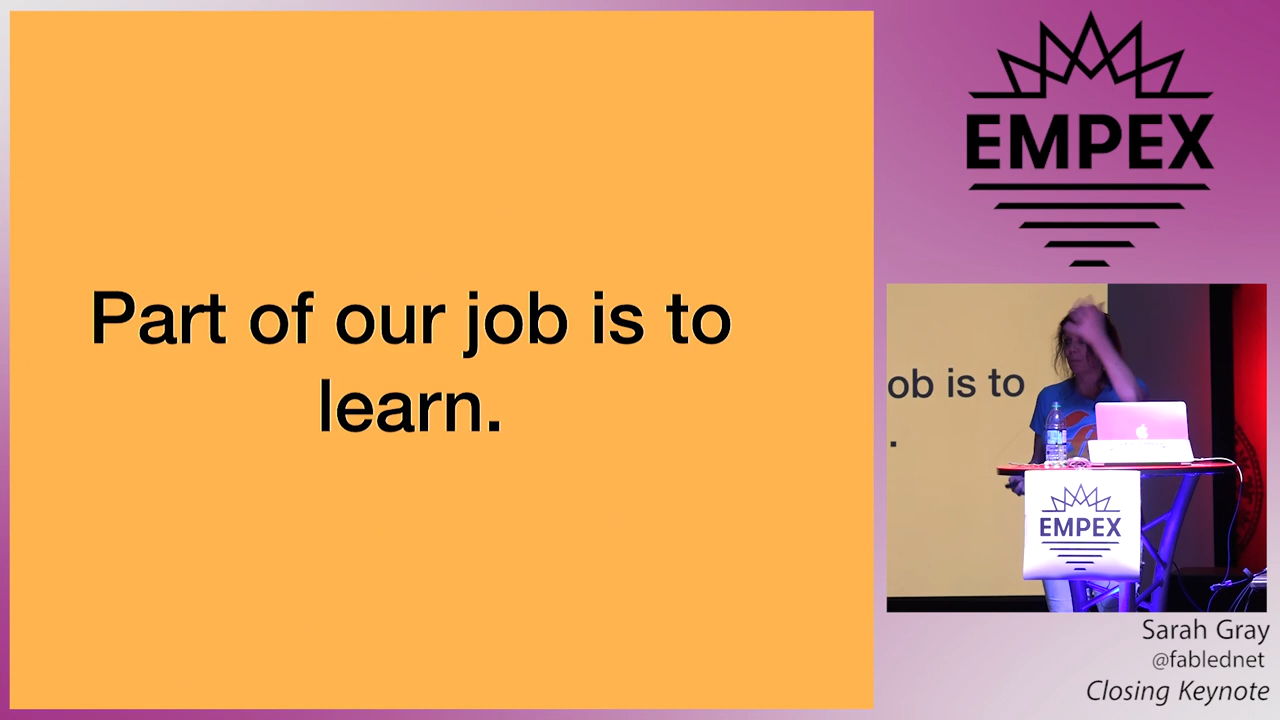 Part of our job is to
learn.
EMPEX
ob is to
.
EMPEX
Sarah Gray
@fablednet
Closing Keynote